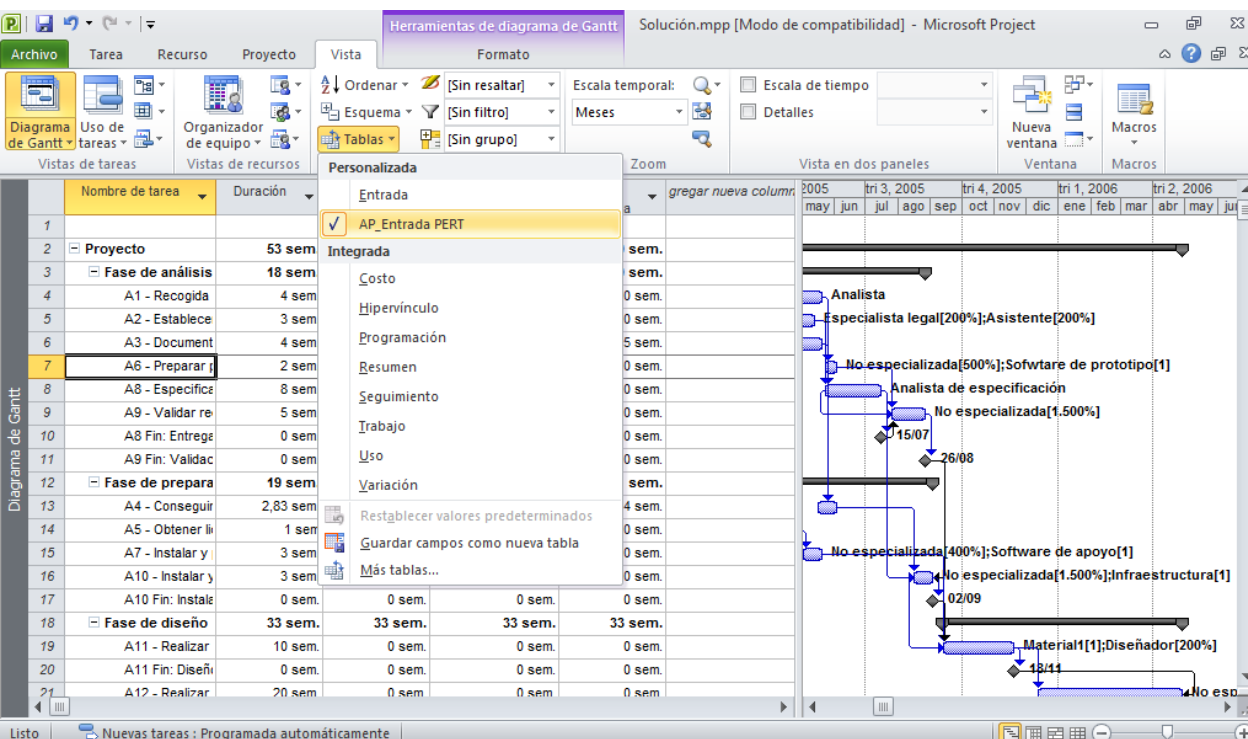 Herramientas de diagrama de Gantt
Solución.mpp [Modo de compatibilidad] - Microsoft Project
Archivo Tarea Recurso Proyecto Vista Formato
Ordenar [Sin resaltar] Escala temporal: Escala de tiempo
Esquema [Sin filtro] Meses Detalles
Diagrama de Gantt
Uso de tareas
Organizador de equipo
Tablas [Sin grupo]
Nueva ventana
Macros
Vistas de tareas Vistas de recursos Zoom Vista en dos paneles Ventana Macros
Personalizada
Entrada
AP_Entrada PERT
Integrada
Costo
Hipervínculo
Programación
Resumen
Seguimiento
Trabajo
Uso
Variación
Restablecer valores predeterminados
Guardar campos como nueva tabla
Más tablas...
Nombre de tarea Duración gregar nueva column
2005 tri 3, 2005 tri 4, 2005 tri 1, 2006 tri 2, 2006
may jun jul ago sep oct nov dic ene feb mar abr may
1
2 Proyecto 53 sem sem.
3 Fase de análisis 18 sem sem.
4 A1 - Recogida 4 sem 0 sem. Analista
5 A2 - Establece 3 sem 0 sem. Especialista legal[200%];Asistente[200%]
6 A3 - Document 4 sem 5 sem.
7 A6 - Preparar 2 sem 0 sem. No especializada[500%];Sofwtare de prototipo[1]
8 A8 - Especifica 8 sem 0 sem. Analista de especificación
9 A9 - Validar re 5 sem 0 sem. No especializada[1.500%]
10 A8 Fin: Entrega 0 sem 0 sem. 15/07
11 A9 Fin: Validac 0 sem 0 sem. 26/08
12 Fase de prepara 19 sem sem.
13 A4 - Conseguir 2,83 sem 4 sem.
14 A5 - Obtener li 1 sem 0 sem.
15 A7 - Instalar y 3 sem 0 sem. No especializada[400%];Software de apoyo[1]
16 A10 - Instalar y 3 sem 0 sem. No especializada[1.500%];Infraestructura[1]
17 A10 Fin: Instala 0 sem. 0 sem. 0 sem. 0 sem. 02/09
18 Fase de diseño 33 sem. 33 sem. 33 sem. 33 sem.
19 A11 - Realizar 10 sem. 0 sem. 0 sem. 0 sem. Material1[1];Diseñador[200%]
20 A11 Fin: Diseñ 0 sem. 0 sem. 0 sem. 0 sem. 18/11
21 A12 - Realizar 20 sem 0 sem 0 sem 0 sem No esp
Diagrama de Gantt
Listo Nuevas tareas : Programada automáticamente